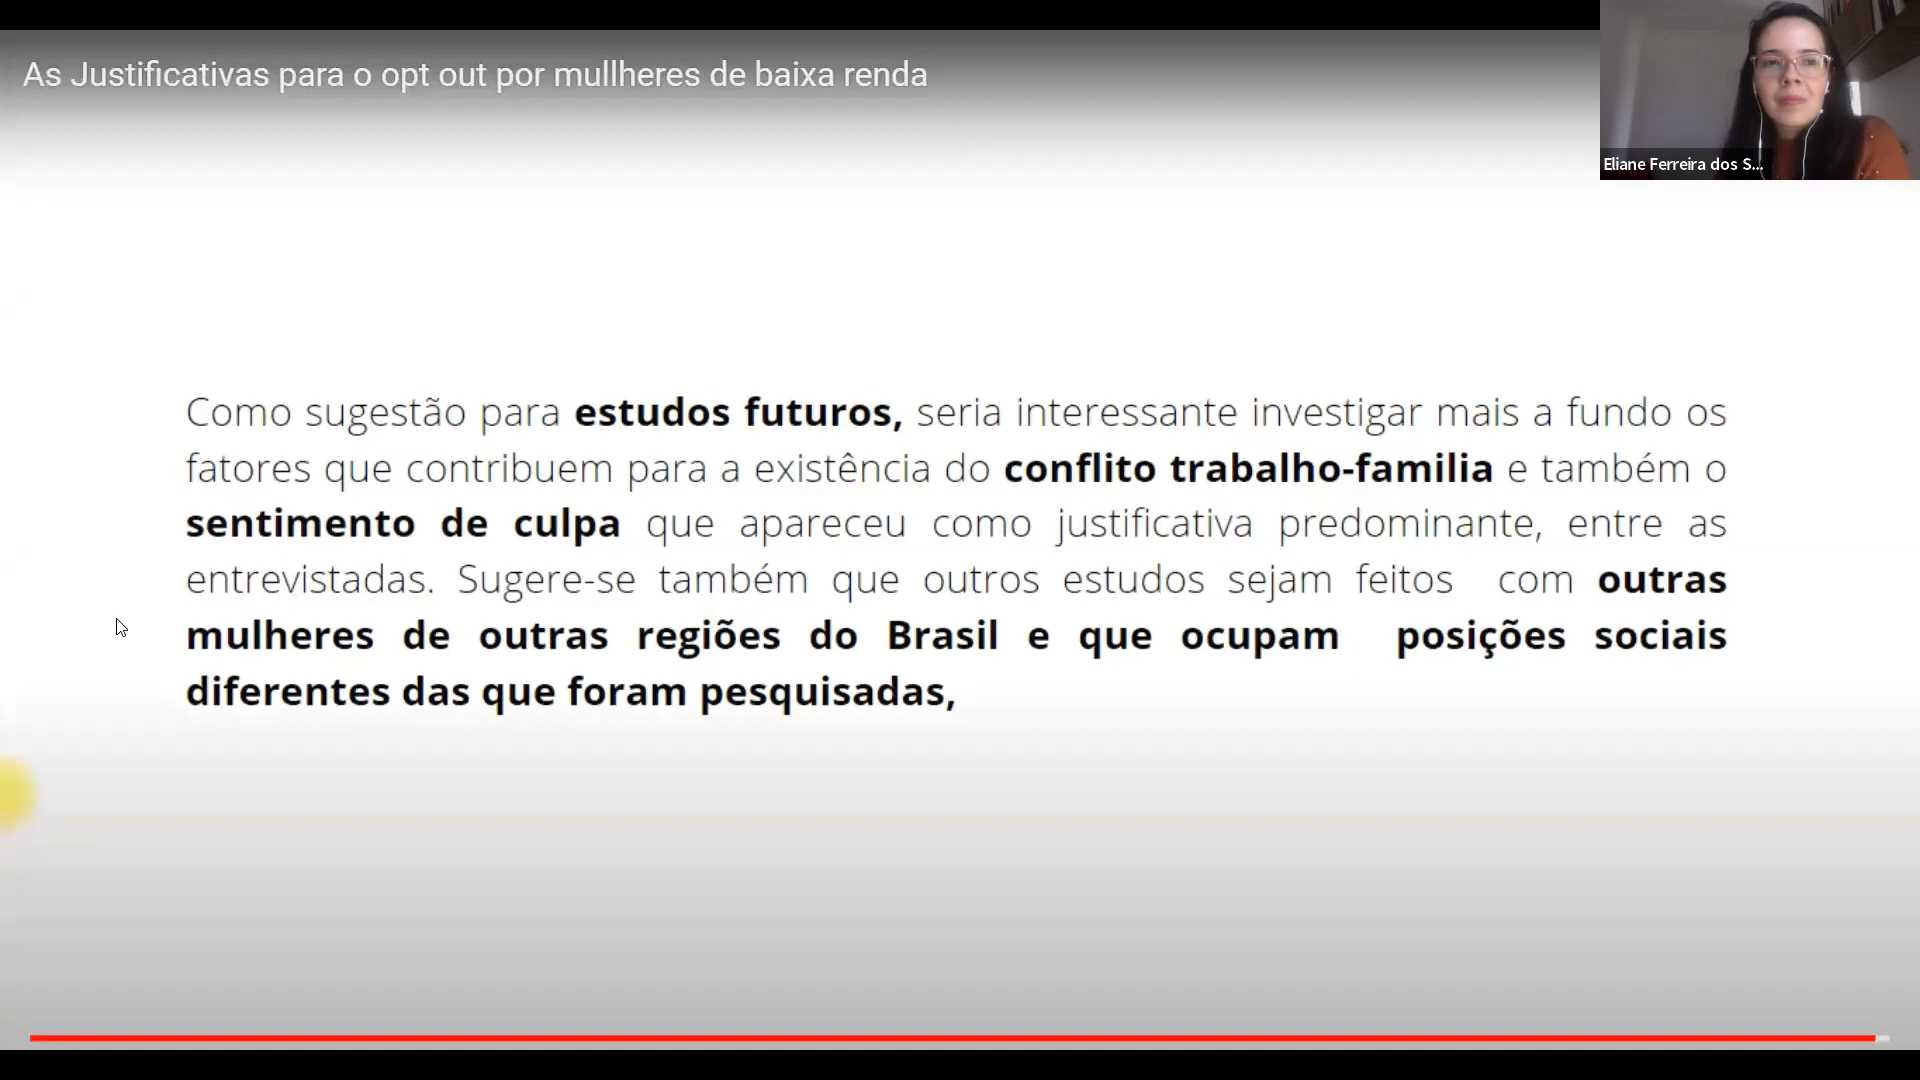 As Justificativas para o opt out por mullheres de baixa renda
Eliane Ferreira dos S...
Como sugestão para estudos futuros, seria interessante investigar mais a fundo os
fatores que contribuem para a existência do conflito trabalho-familia e também o
sentimento de culpa que apareceu como justificativa predominante, entre as
entrevistadas. Sugere-se também que outros estudos sejam feitos com outras
mulheres de outras regiões do Brasil e que ocupam posições sociais
diferentes das que foram pesquisadas,